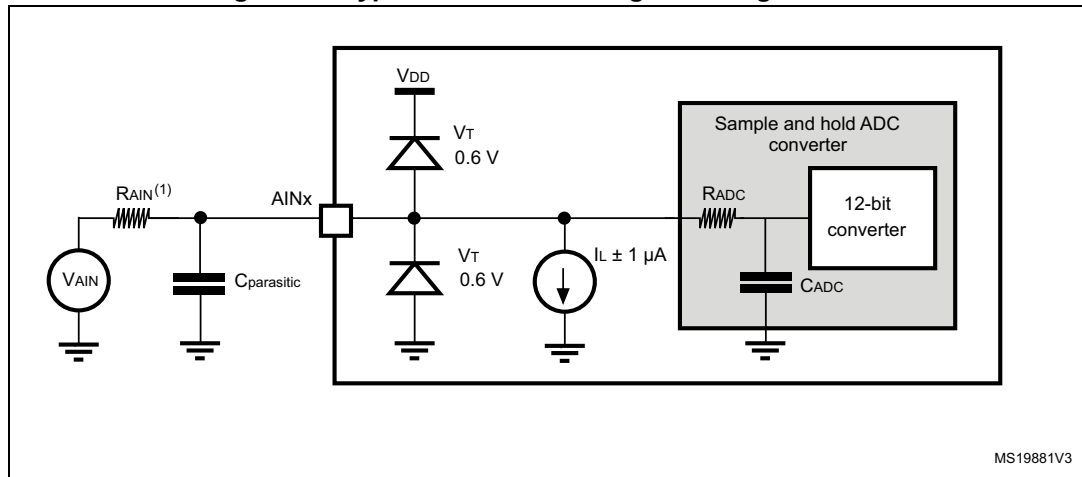 VDD
Sample and hold ADC
converter
VT
0.6 V
RAIN(1)
AINx
RADC
12-bit
converter
VT
0.6 V
IL ± 1 µA
VAIN
Cparasitic
CADC
MS19881V3